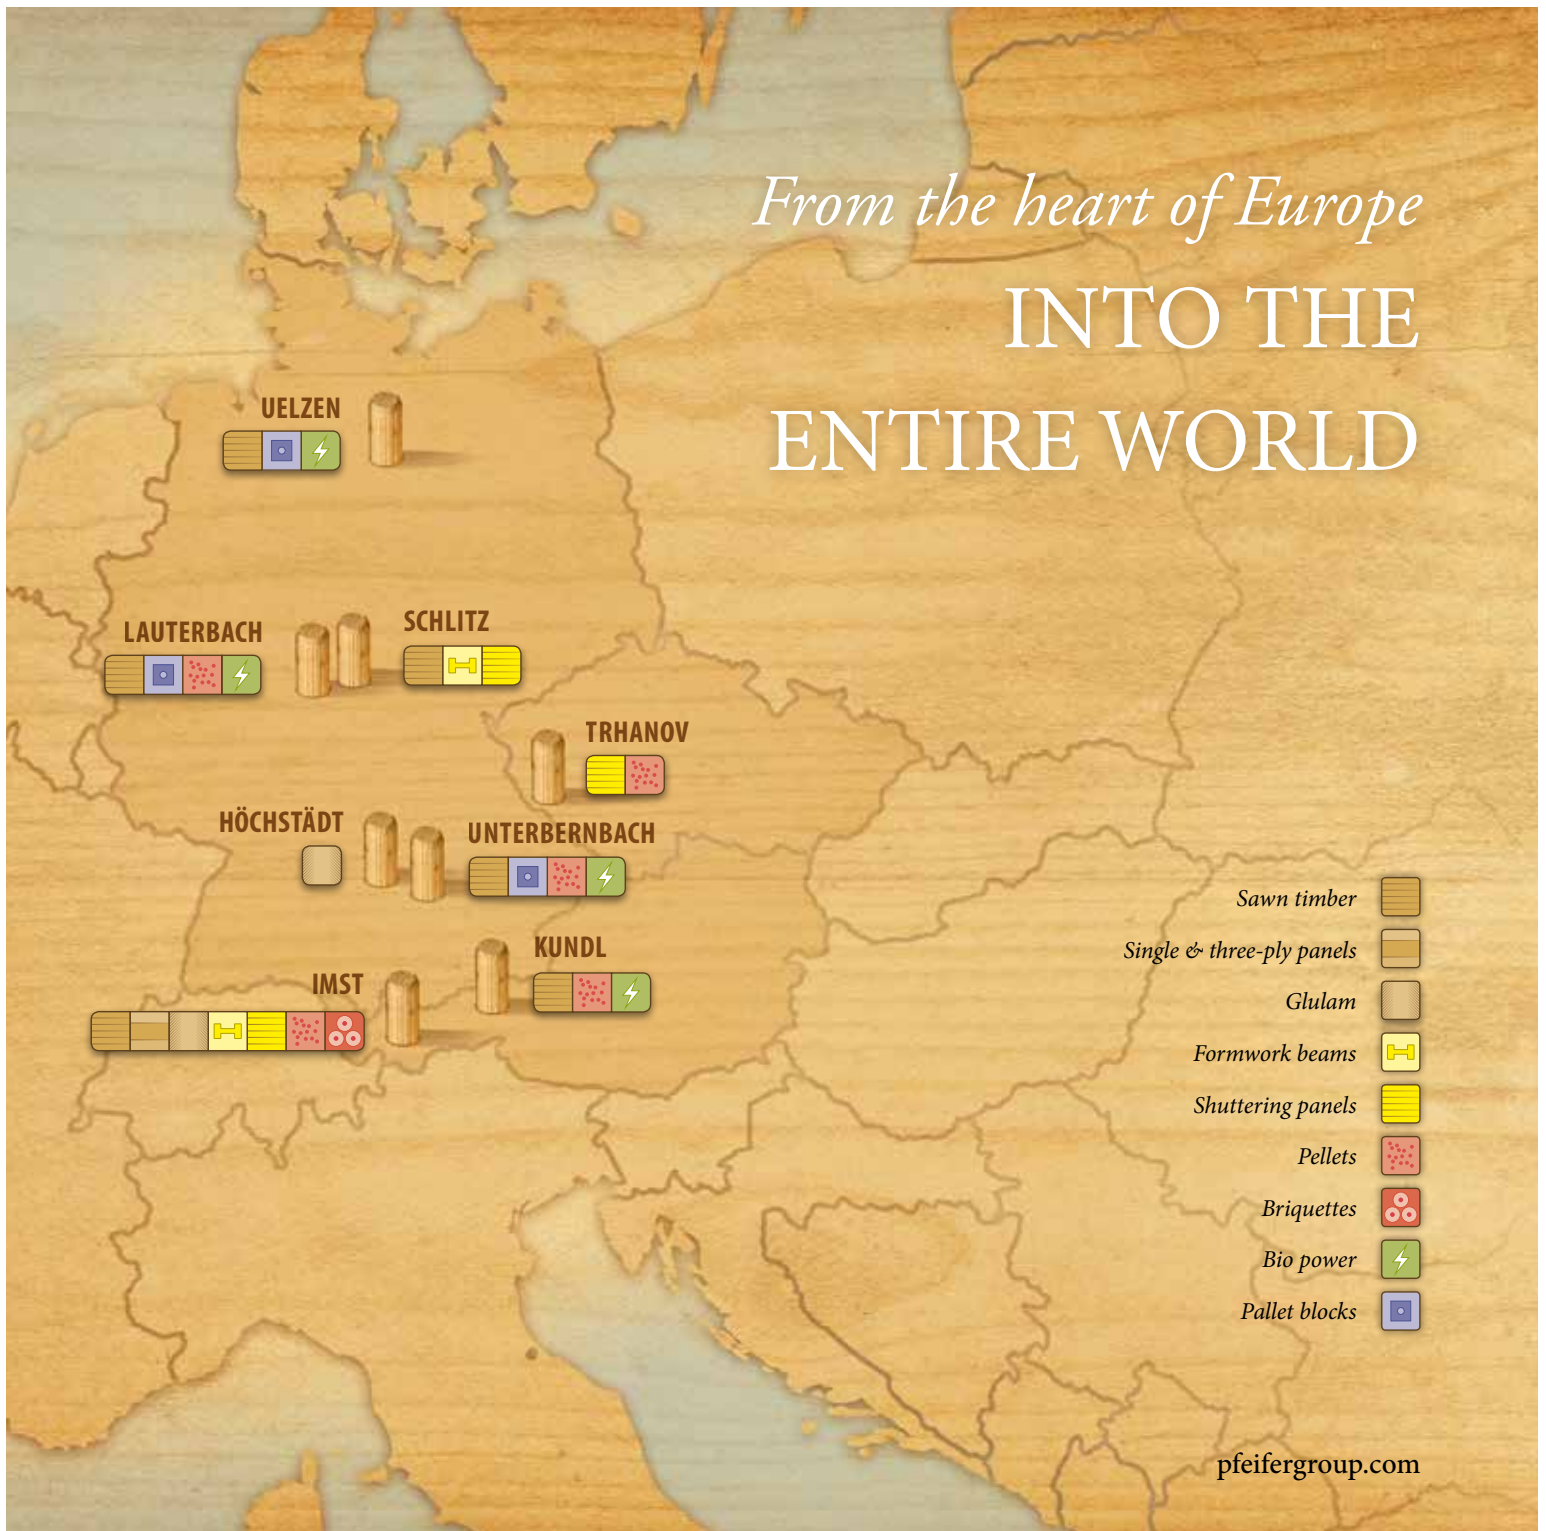 From the heart of Europe
INTO THE
ENTIRE WORLD
UELZEN
LAUTERBACH
SCHLITZ
TRHANOV
HÖCHSTÄDT
UNTERBERNBACH
KUNDL
IMST
Sawn timber
Single & three-ply panels
Glulam
Formwork beams
Shuttering panels
Pellets
Briquettes
Bio power
Pallet blocks
pfeifergroup.com